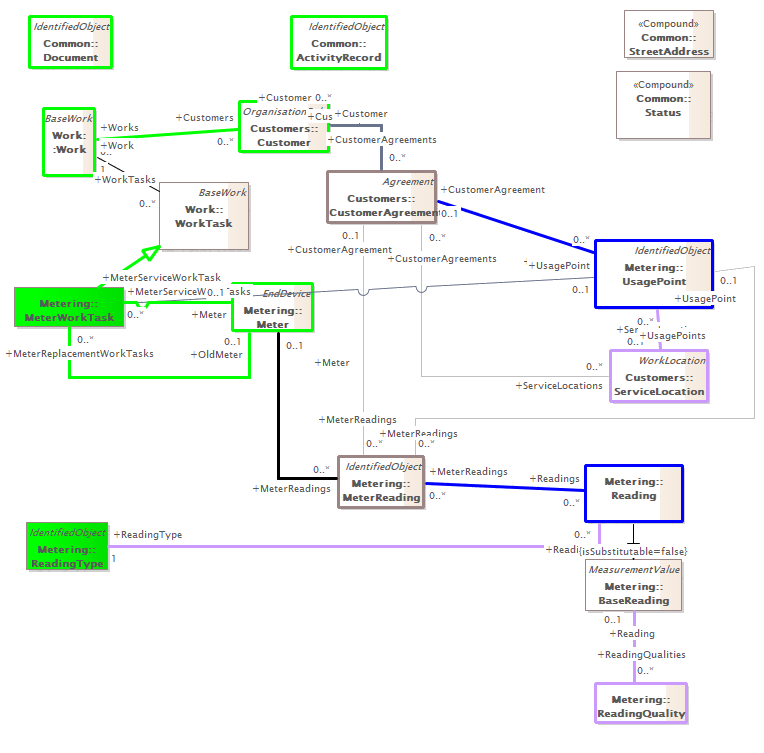 IdentifiedObject
Common::
Document
IdentifiedObject
Common::
ActivityRecord
«Compound»
Common::
StreetAddress
«Compound»
Common::
Status
BaseWork
Work:
:Work
+Works
+Work
1
+WorkTasks
0..*
+Customers
0..*
+Customer 0..*
Organisation
Customers::
Customer
+Customer
+CustomerAgreements
0..*
BaseWork
Work::
WorkTask
Agreement
Customers::
CustomerAgreement
+CustomerAgreement
0..1
0..1
+CustomerAgreement
0..*
+CustomerAgreements
0..*
+UsagePoint
0..1
IdentifiedObject
Metering::
UsagePoint
0..1
+UsagePoint
+MeterServiceWorkTask
Metering::
MeterWorkTask
0..1
0..*
+Meter
EndDevice
Metering::
Meter
0..*
+MeterReplacementWorkTasks
0..1
+OldMeter
0..1
+Meter
0..*
+UsagePoints
0..*
+ServiceLocations
WorkLocation
Customers::
ServiceLocation
+MeterReadings
0..*
+MeterReadings
0..*
0..*
+MeterReadings
IdentifiedObject
Metering::
MeterReading
+MeterReadings
0..*
+Readings
0..*
Metering::
Reading
IdentifiedObject
Metering::
ReadingType
+ReadingType
1
0..*
{isSubstitutable=false}
MeasurementValue
Metering::
BaseReading
0..1
+Reading
+ReadingQualities
0..*
Metering::
ReadingQuality